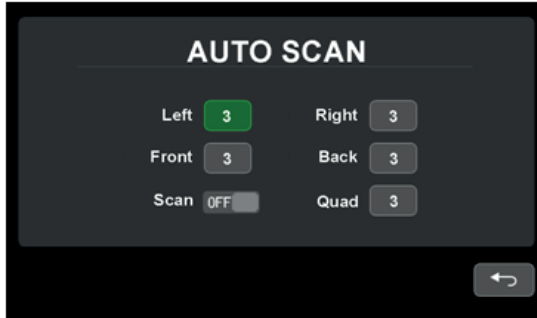 AUTO SCAN
Left 3 Right 3
Front 3 Back 3
Scan OFF Quad 3